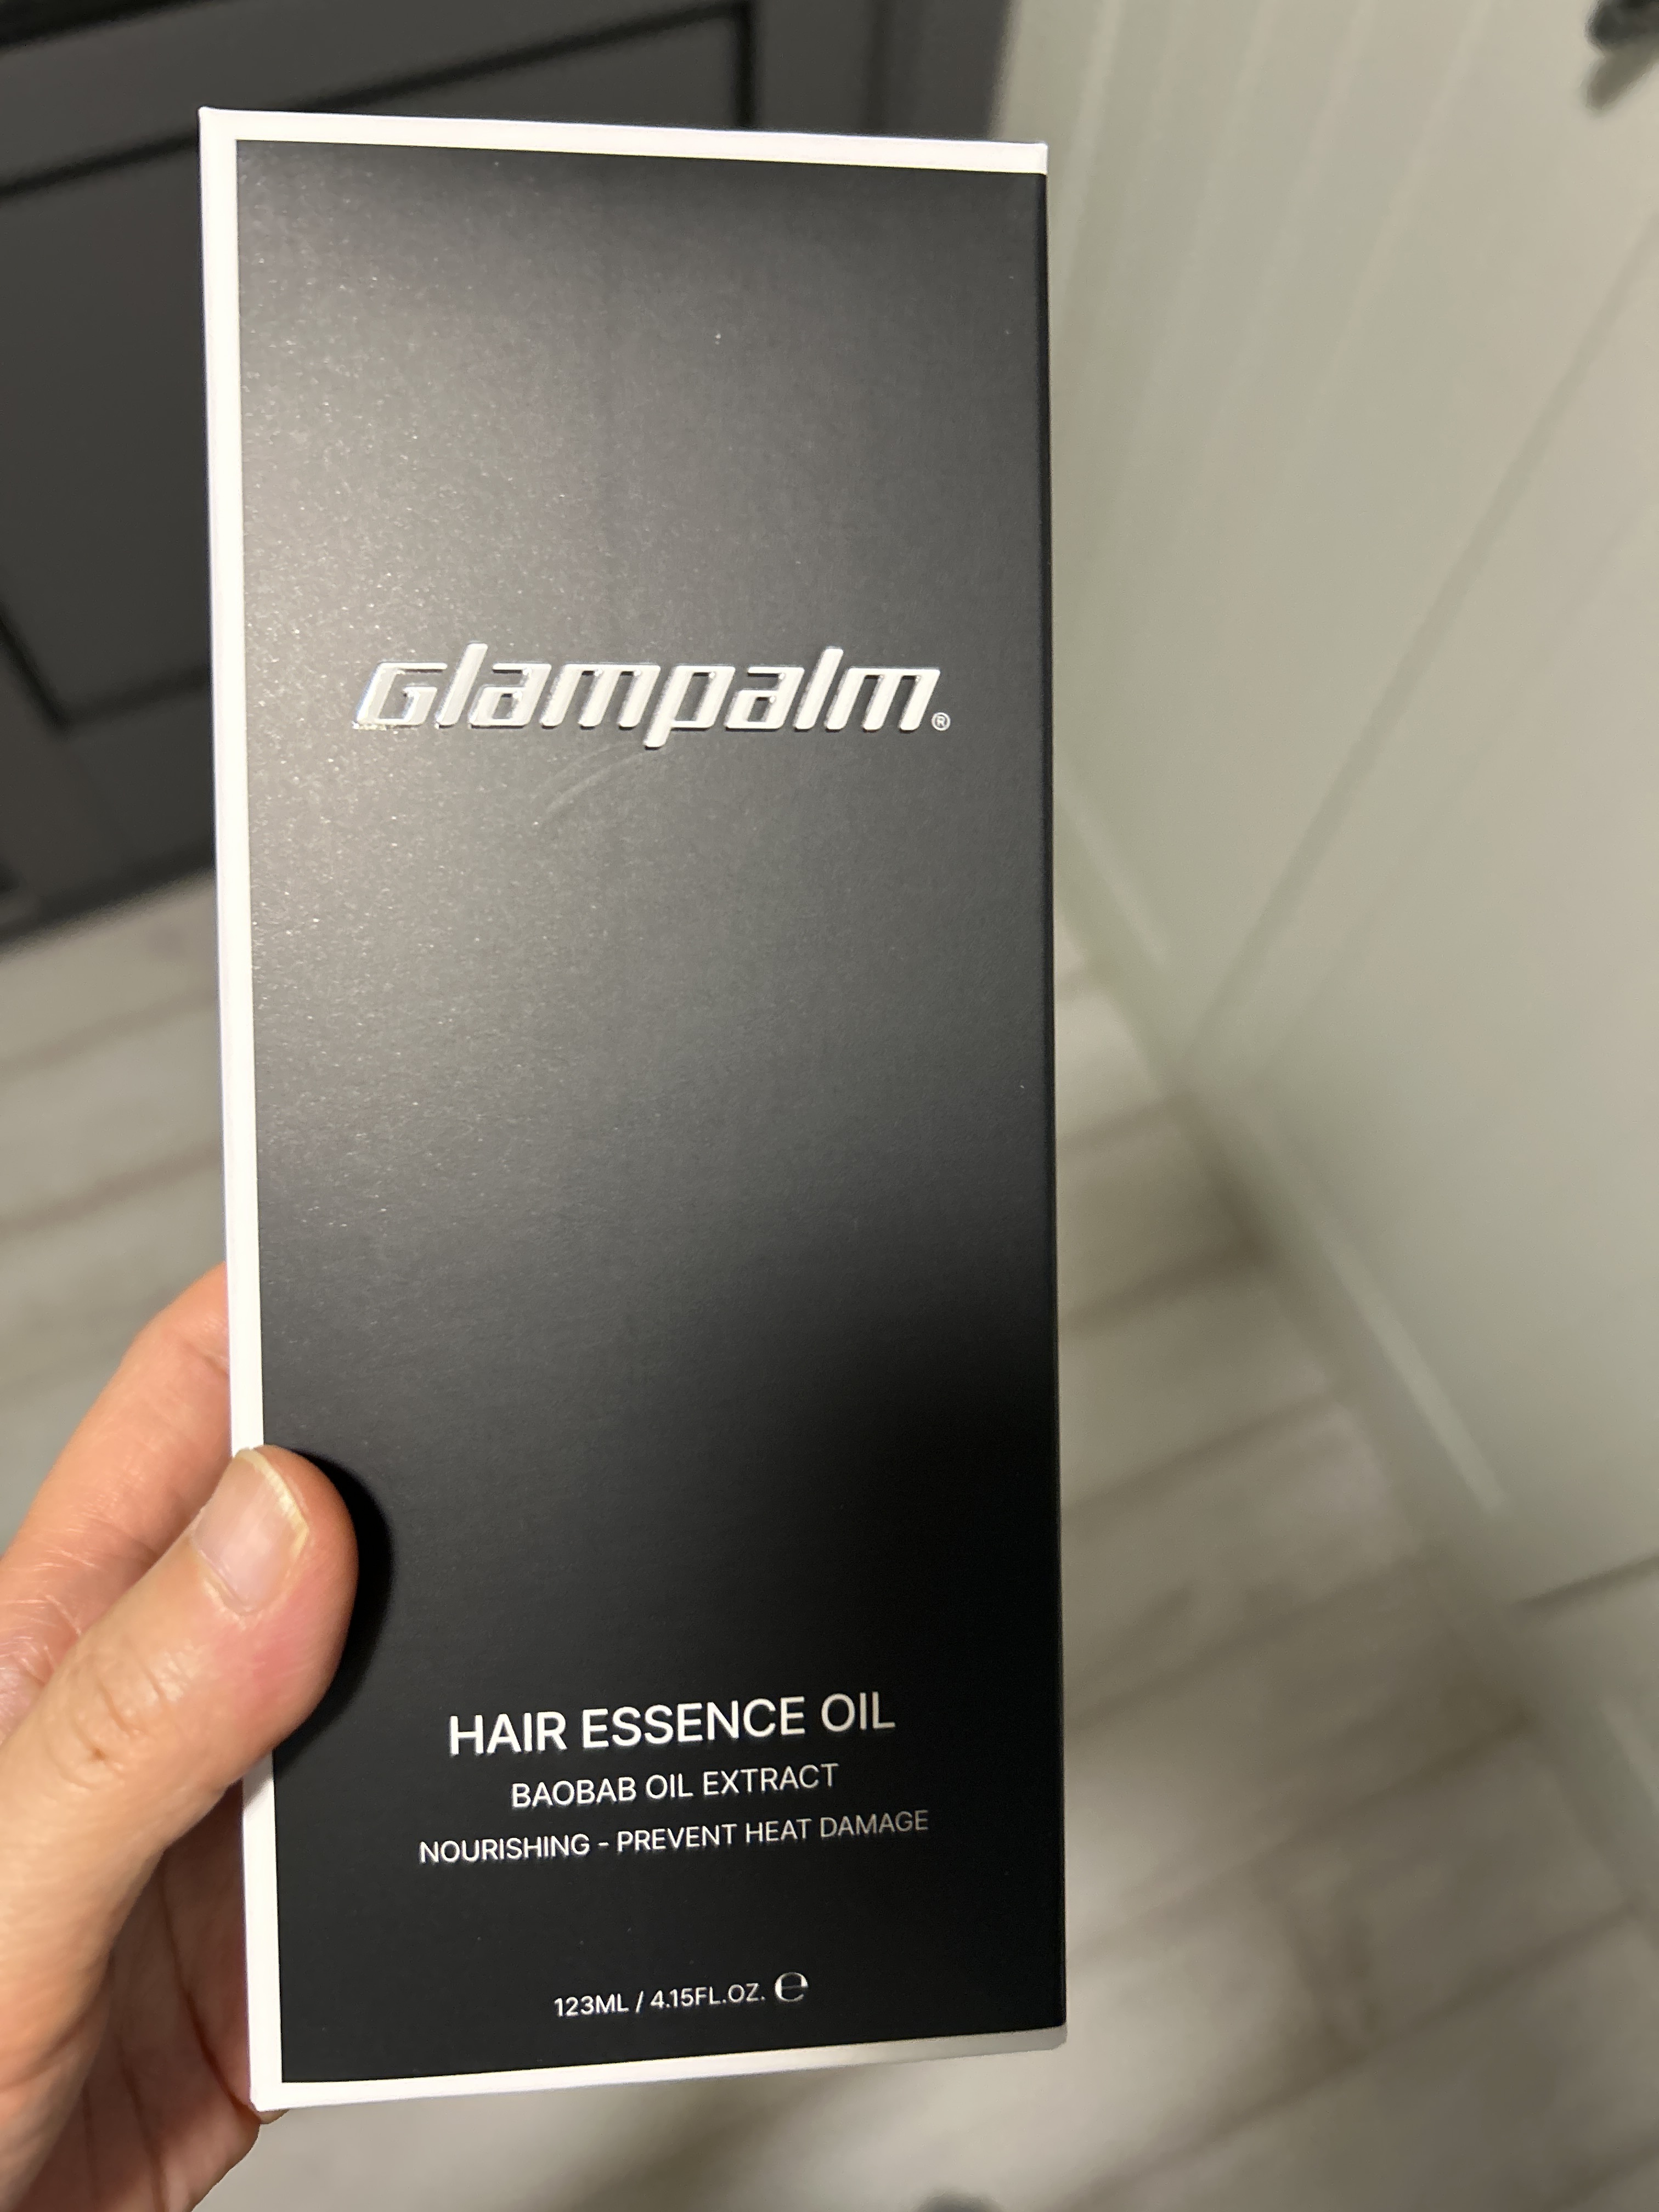 Glampalm®
HAIR ESSENCE OIL
BAOBAB OIL EXTRACT
NOURISHING - PREVENT HEAT DAMAGE
123ML / 4.15FL.OZ. ℮